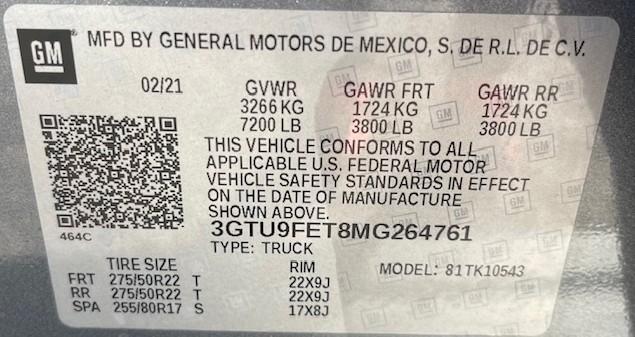 GM
MFD BY GENERAL MOTORS DE MEXICO, S. DE R.L. DE C.V.
02/21 GVWR GAWR FRT GAWR RR
3266 KG 1724 KG 1724 KG
7200 LB 3800 LB 3800 LB
THIS VEHICLE CONFORMS TO ALL
APPLICABLE U.S. FEDERAL MOTOR
VEHICLE SAFETY STANDARDS IN EFFECT
ON THE DATE OF MANUFACTURE
SHOWN ABOVE.
464C
3GTU9FET8MG264761
TYPE: TRUCK
TIRE SIZE RIM MODEL: 81TK10543
FRT 275/50R22 T 22X9J
RR 275/50R22 T 22X9J
SPA 255/80R17 S 17X8J